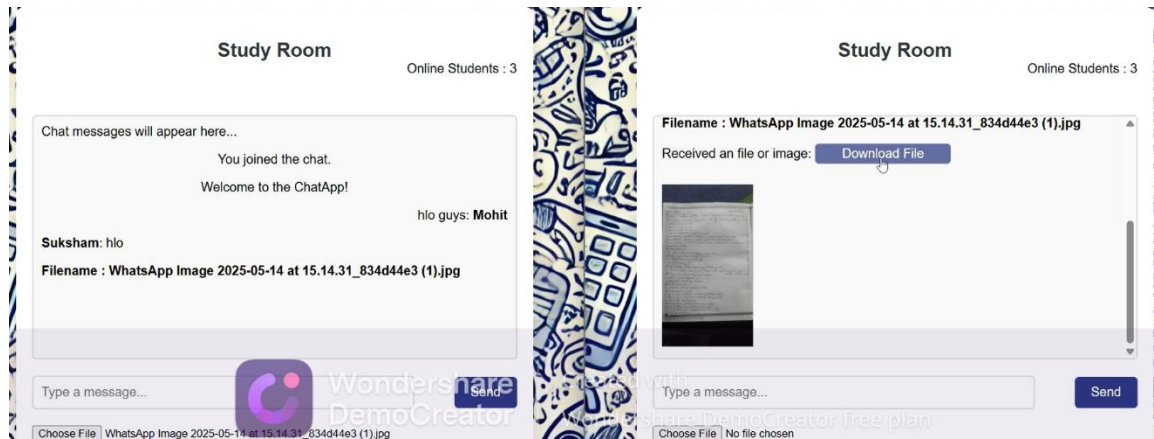 Study Room
Online Students : 3
Chat messages will appear here...
You joined the chat.
Welcome to the ChatApp!
hlo guys: Mohit
Suksham: hlo
Filename : WhatsApp Image 2025-05-14 at 15.14.31_834d44e3 (1).jpg
Type a message...
Send
Choose File WhatsApp Image 2025-05-14 at 15.14.31_834d44e3 (1).jpg
Wondershare
DemoCreator
Study Room
Online Students : 3
Filename : WhatsApp Image 2025-05-14 at 15.14.31_834d44e3 (1).jpg
Received an file or image: Download File
Created with
Type a message...
Send
Wondershare DemoCreator free plan
Choose File No file chosen